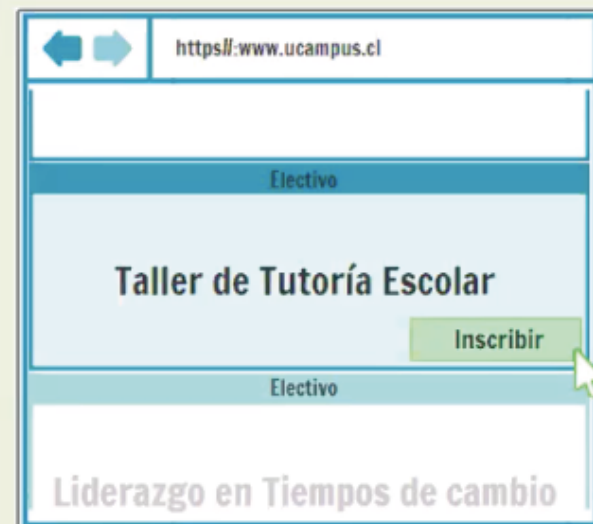 https//:www.ucampus.cl
Electivo
Taller de Tutoría Escolar
Inscribir
Electivo
Liderazgo en Tiempos de cambio